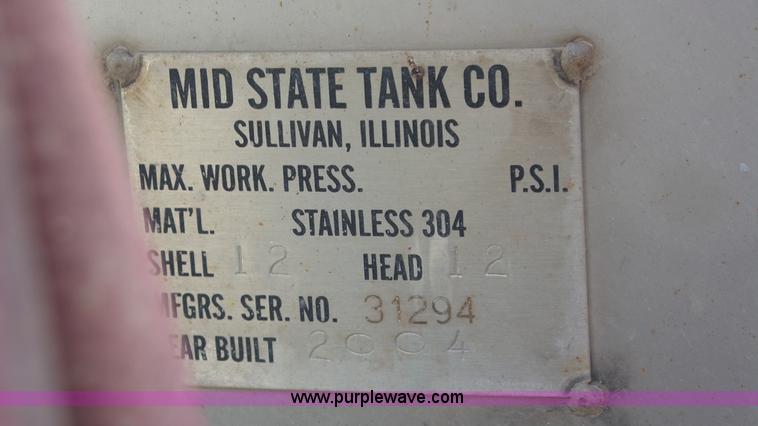 MID STATE TANK CO.
SULLIVAN, ILLINOIS
MAX. WORK. PRESS. P.S.I.
MAT'L. STAINLESS 304
SHELL 12 HEAD 12
MFGRS. SER. NO. 31294
EAR BUILT 2004
www.purplewave.com